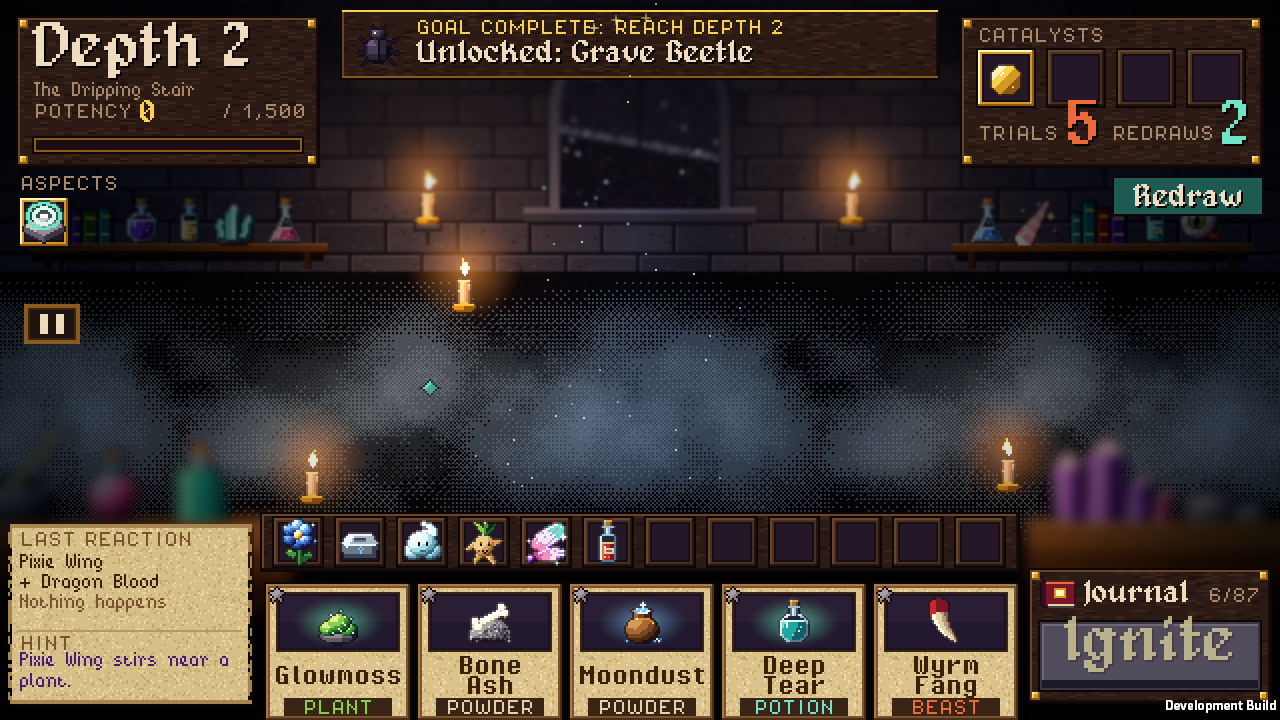 Depth 2
The Dripping Stair
POTENCY 0 / 1,500
GOAL COMPLETE: REACH DEPTH 2
Unlocked: Grave Beetle
CATALYSTS
TRIALS 5 REDRAWS 2
Redraw
ASPECTS
LAST REACTION
Pixie Wing
+ Dragon Blood
Nothing happens
HINT
Pixie Wing stirs near a
plant.
Glowmoss
PLANT
Bone
Ash
POWDER
Moondust
POWDER
Deep
Tear
POTION
Wyrm
Fang
BEAST
Journal 6/87
Ignite
Development Build